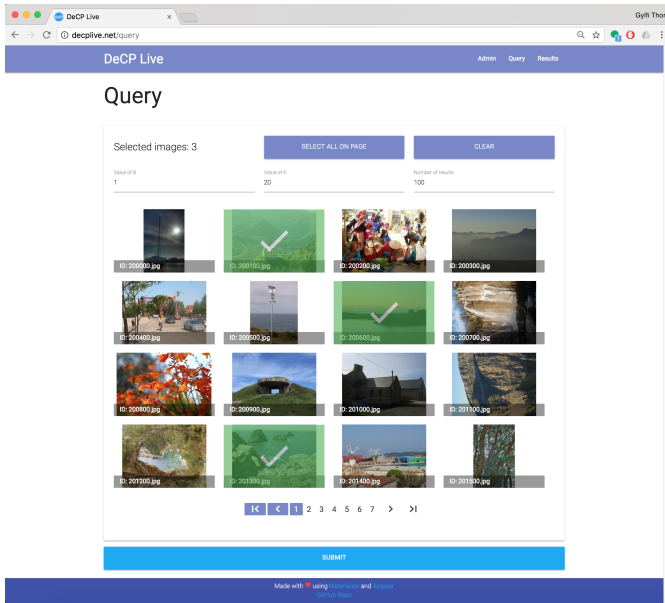 DeCP Live
Gylfi Thor
decplive.net/query
DeCP Live
Admin Query Results
Query
Selected images: 3
SELECT ALL ON PAGE
CLEAR
Value of B
Value of K
Number of results
1
20
100
ID: 200000.jpg
ID: 200100.jpg
ID: 200200.jpg
ID: 200300.jpg
ID: 200400.jpg
ID: 200500.jpg
ID: 200600.jpg
ID: 200700.jpg
ID: 200800.jpg
ID: 200900.jpg
ID: 201000.jpg
ID: 201100.jpg
ID: 201200.jpg
ID: 201300.jpg
ID: 201400.jpg
ID: 201500.jpg
1 2 3 4 5 6 7
SUBMIT
Made with ❤ using Materialize and Angular
GitHub Repo